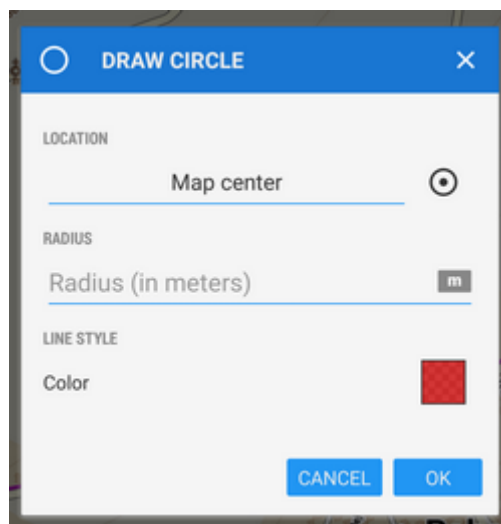 DRAW CIRCLE
LOCATION
Map center
RADIUS
Radius (in meters)
m
LINE STYLE
Color
CANCEL
OK